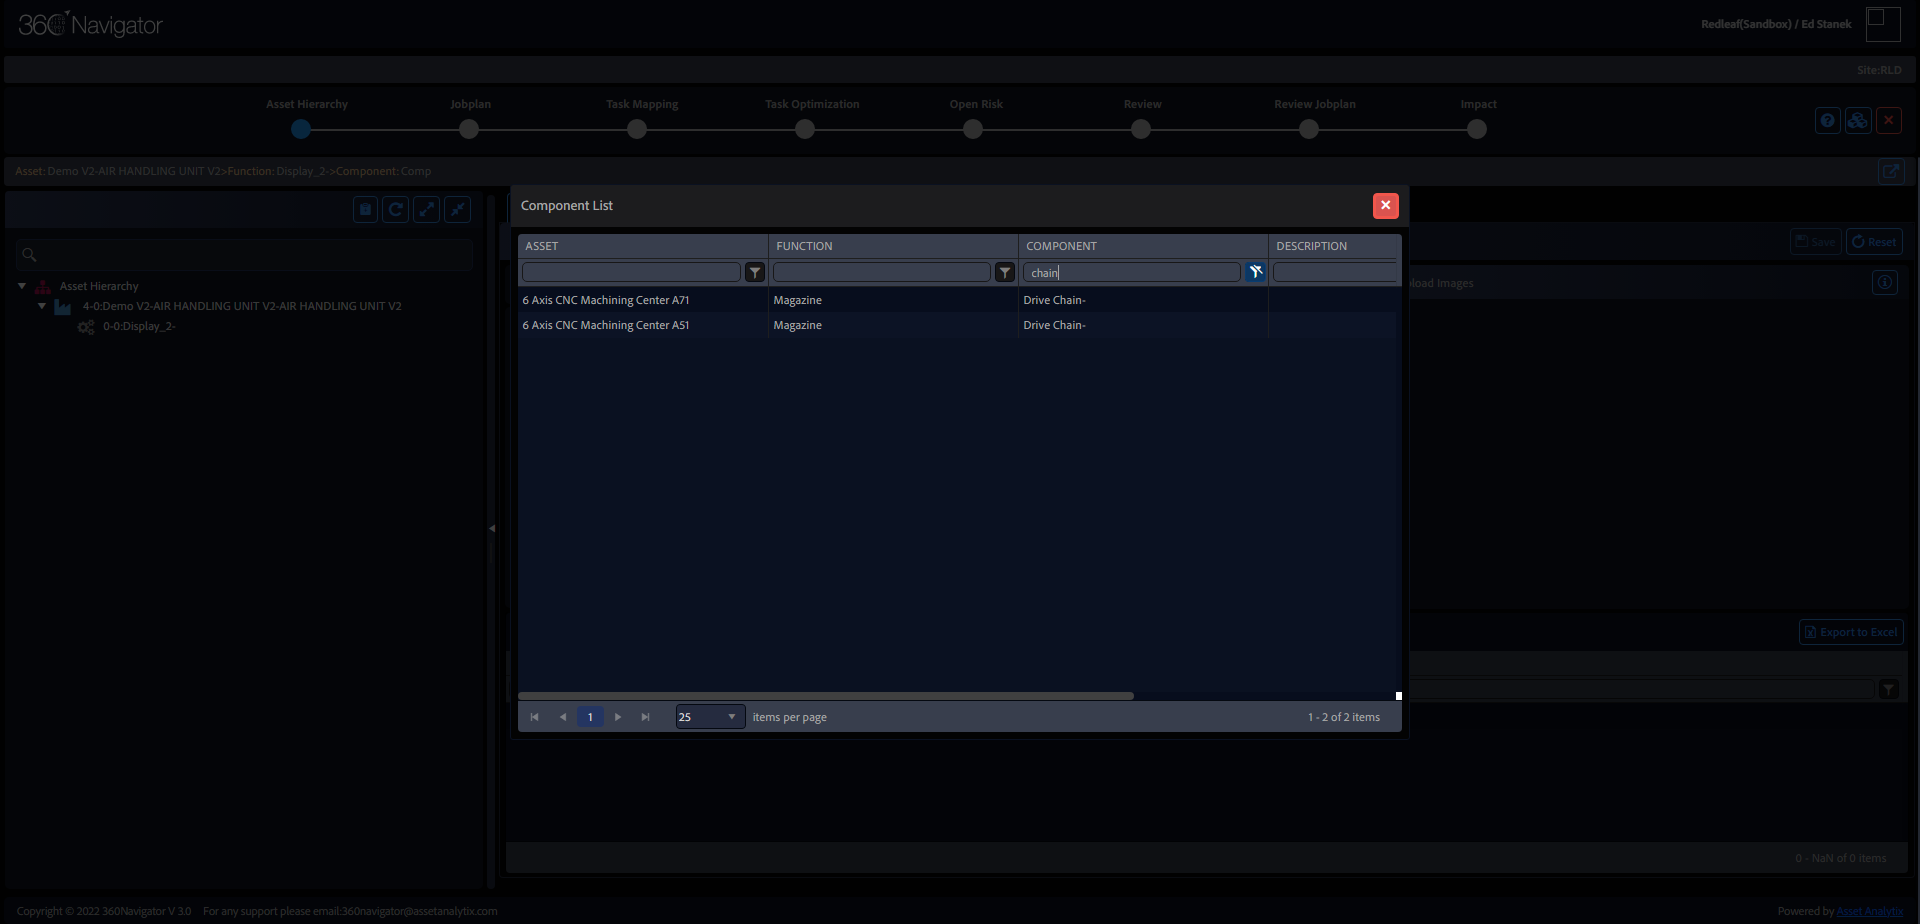 360 Navigator
Redleaf(Sandbox) / Ed Stanek
Site:RLD
Asset Hierarchy
Jobplan
Task Mapping
Task Optimization
Open Risk
Review
Review Jobplan
Impact
Asset: Demo V2-AIR HANDLING UNIT V2>Function: Display_2->Component: Comp
Component List
ASSET
FUNCTION
COMPONENT
DESCRIPTION
chain
6 Axis CNC Machining Center A71
Magazine
Drive Chain-
6 Axis CNC Machining Center A51
Magazine
Drive Chain-
1
25
items per page
1 - 2 of 2 items
Asset Hierarchy
4-0:Demo V2-AIR HANDLING UNIT V2-AIR HANDLING UNIT V2
0-0:Display_2-
Save
Reset
load Images
Export to Excel
0 - NaN of 0 items
Copyright © 2022 360Navigator V 3.0
For any support please email:360navigator@assetanalytix.com
Powered by Asset Analytix